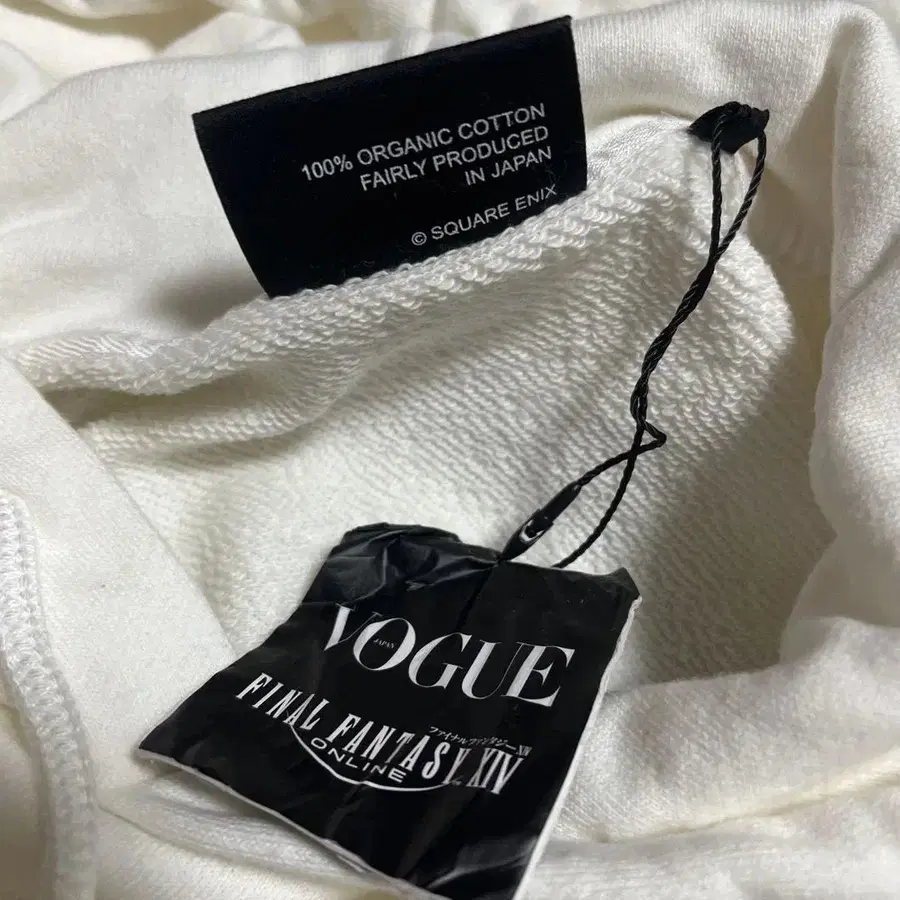 100% ORGANIC COTTON
FAIRLY PRODUCED
IN JAPAN
© SQUARE ENIX
VOGUE
JAPAN
ファイナルファンタジーXIV
FINAL FANTASY XIV
ONLINE